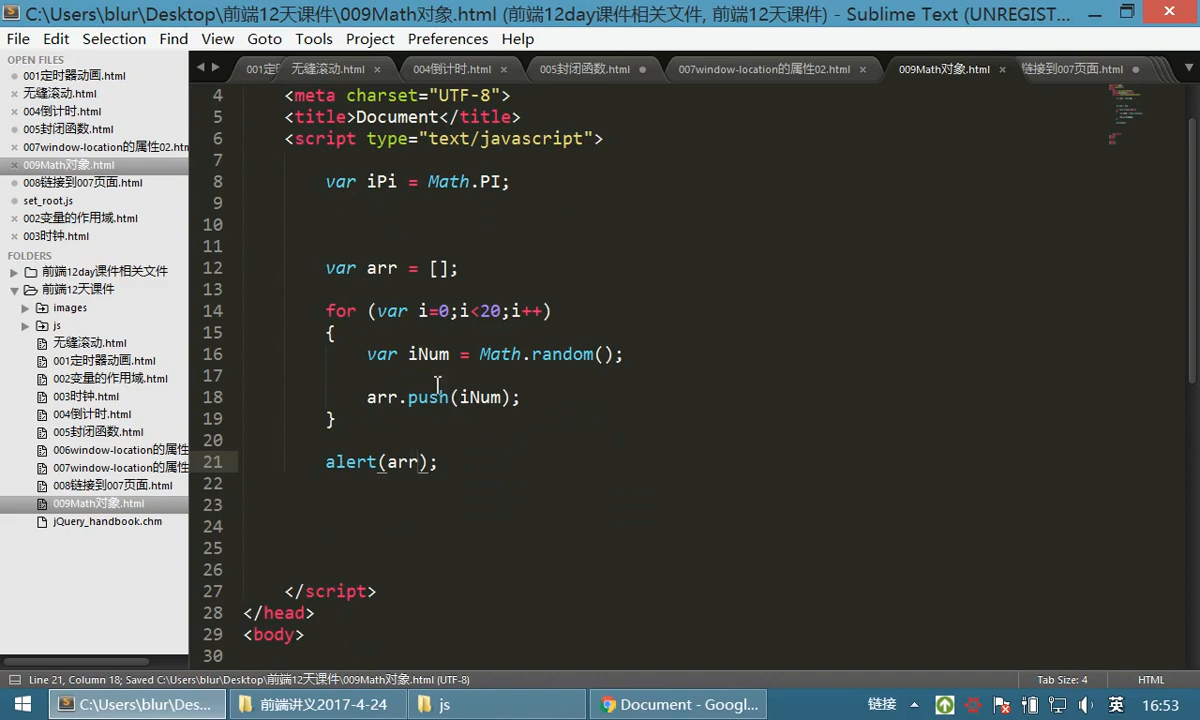 C:\Users\blur\Desktop\前端12天课件\009Math对象.html (前端12day课件相关文件, 前端12天课件) - Sublime Text (UNREGIST...
File Edit Selection Find View Goto Tools Project Preferences Help
OPEN FILES
001定时器动画.html
无缝滚动.html
004倒计时.html
005封闭函数.html
007window-location的属性02.htm
009Math对象.html
008链接到007页面.html
set_root.js
002变量的作用域.html
003时钟.html
FOLDERS
前端12day课件相关文件
前端12天课件
images
js
无缝滚动.html
001定时器动画.html
002变量的作用域.html
003时钟.html
004倒计时.html
005封闭函数.html
006window-location的属性
007window-location的属性
008链接到007页面.html
009Math对象.html
jQuery_handbook.chm
001定 无缝滚动.html × 004倒计时.html × 005封闭函数.html 007window-location的属性02.html × 009Math对象.html × 链接到007页面.html
4 <meta charset="UTF-8">
5 <title>Document</title>
6 <script type="text/javascript">
7
8 var iPi = Math.PI;
9
10
11
12 var arr = [];
13
14 for (var i=0;i<20;i++)
15 {
16 var iNum = Math.random();
17
18 arr.push(iNum);
19 }
20
21 alert(arr);
22
23
24
25
26
27 </script>
28 </head>
29 <body>
30
Line 21, Column 18; Saved C:\Users\blur\Desktop\前端12天课件\009Math对象.html (UTF-8) Tab Size: 4 HTML
C:\Users\blur\Des... 前端讲义2017-4-24 js Document - Googl... 链接 英 16:53